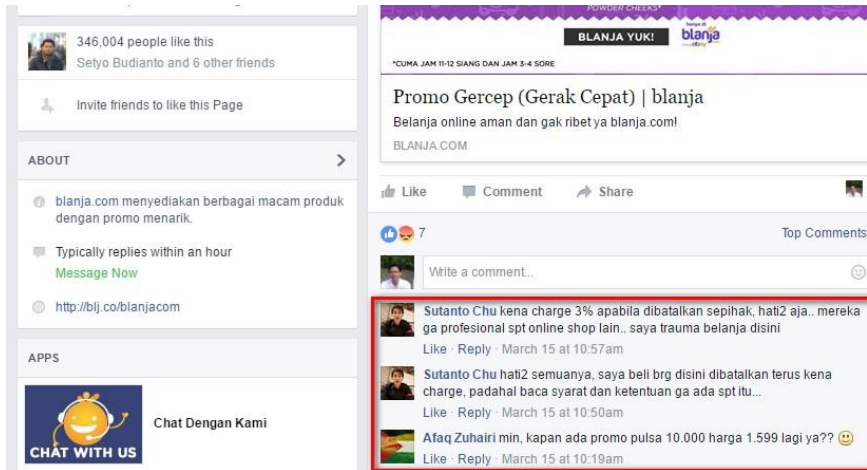 346,004 people like this
Setyo Budianto and 6 other friends
Invite friends to like this Page
ABOUT
blanja.com menyediakan berbagai macam produk
dengan promo menarik.
Typically replies within an hour
Message Now
http://blj.co/blanjacom
APPS
CHAT WITH US
Chat Dengan Kami
POWDER CHEEKS*
BLANJA YUK!
blanja
*CUMA JAM 11-12 SIANG DAN JAM 3-4 SORE
Promo Gercep (Gerak Cepat) | blanja
Belanja online aman dan gak ribet ya blanja.com!
BLANJA.COM
Like Comment Share
7 Top Comments
Write a comment...
Sutanto Chu kena charge 3% apabila dibatalkan sepihak, hati2 aja.. mereka
ga profesional spt online shop lain.. saya trauma belanja disini
Like · Reply · March 15 at 10:57am
Sutanto Chu hati2 semuanya, saya beli brg disini dibatalkan terus kena
charge, padahal baca syarat dan ketentuan ga ada spt itu...
Like · Reply · March 15 at 10:50am
Afaq Zuhairi min, kapan ada promo pulsa 10.000 harga 1.599 lagi ya??
Like · Reply · March 15 at 10:19am